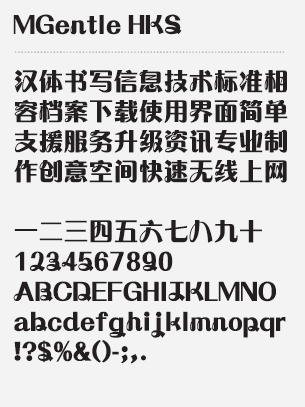 MGentle HKS
汉体书写信息技术标准相
容档案下载使用界面简单
支援服务升级资讯专业制
作创意空间快速无线上网
一二三四五六七八九十
1234567890
ABCDEFGHIJKLMNO
abcdefghijklmnopqr
!?$%&()-;,.